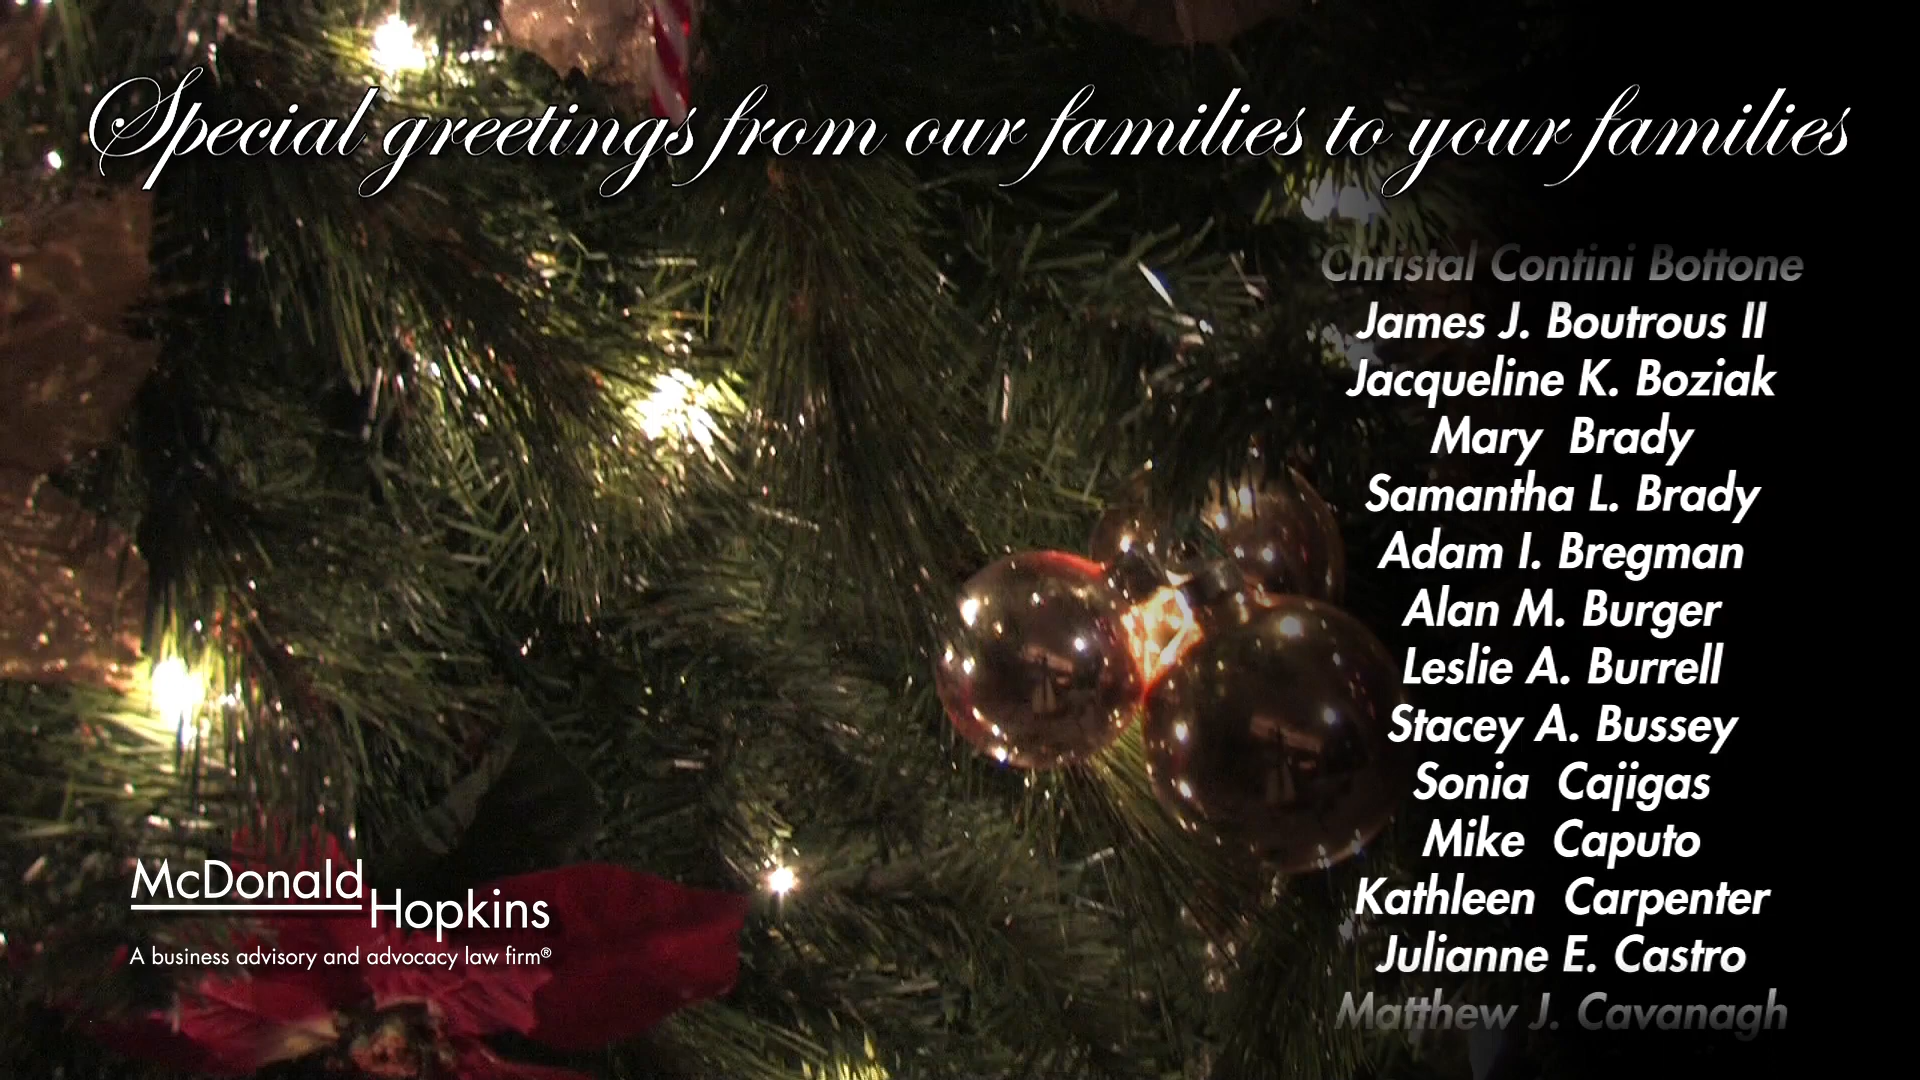 Special greetings from our families to your families
Christal Contini Bottone
James J. Boutrous II
Jacqueline K. Boziak
Mary Brady
Samantha L. Brady
Adam I. Bregman
Alan M. Burger
Leslie A. Burrell
Stacey A. Bussey
Sonia Cajigas
Mike Caputo
Kathleen Carpenter
Julianne E. Castro
Matthew J. Cavanagh
McDonald
Hopkins
A business advisory and advocacy law firm®